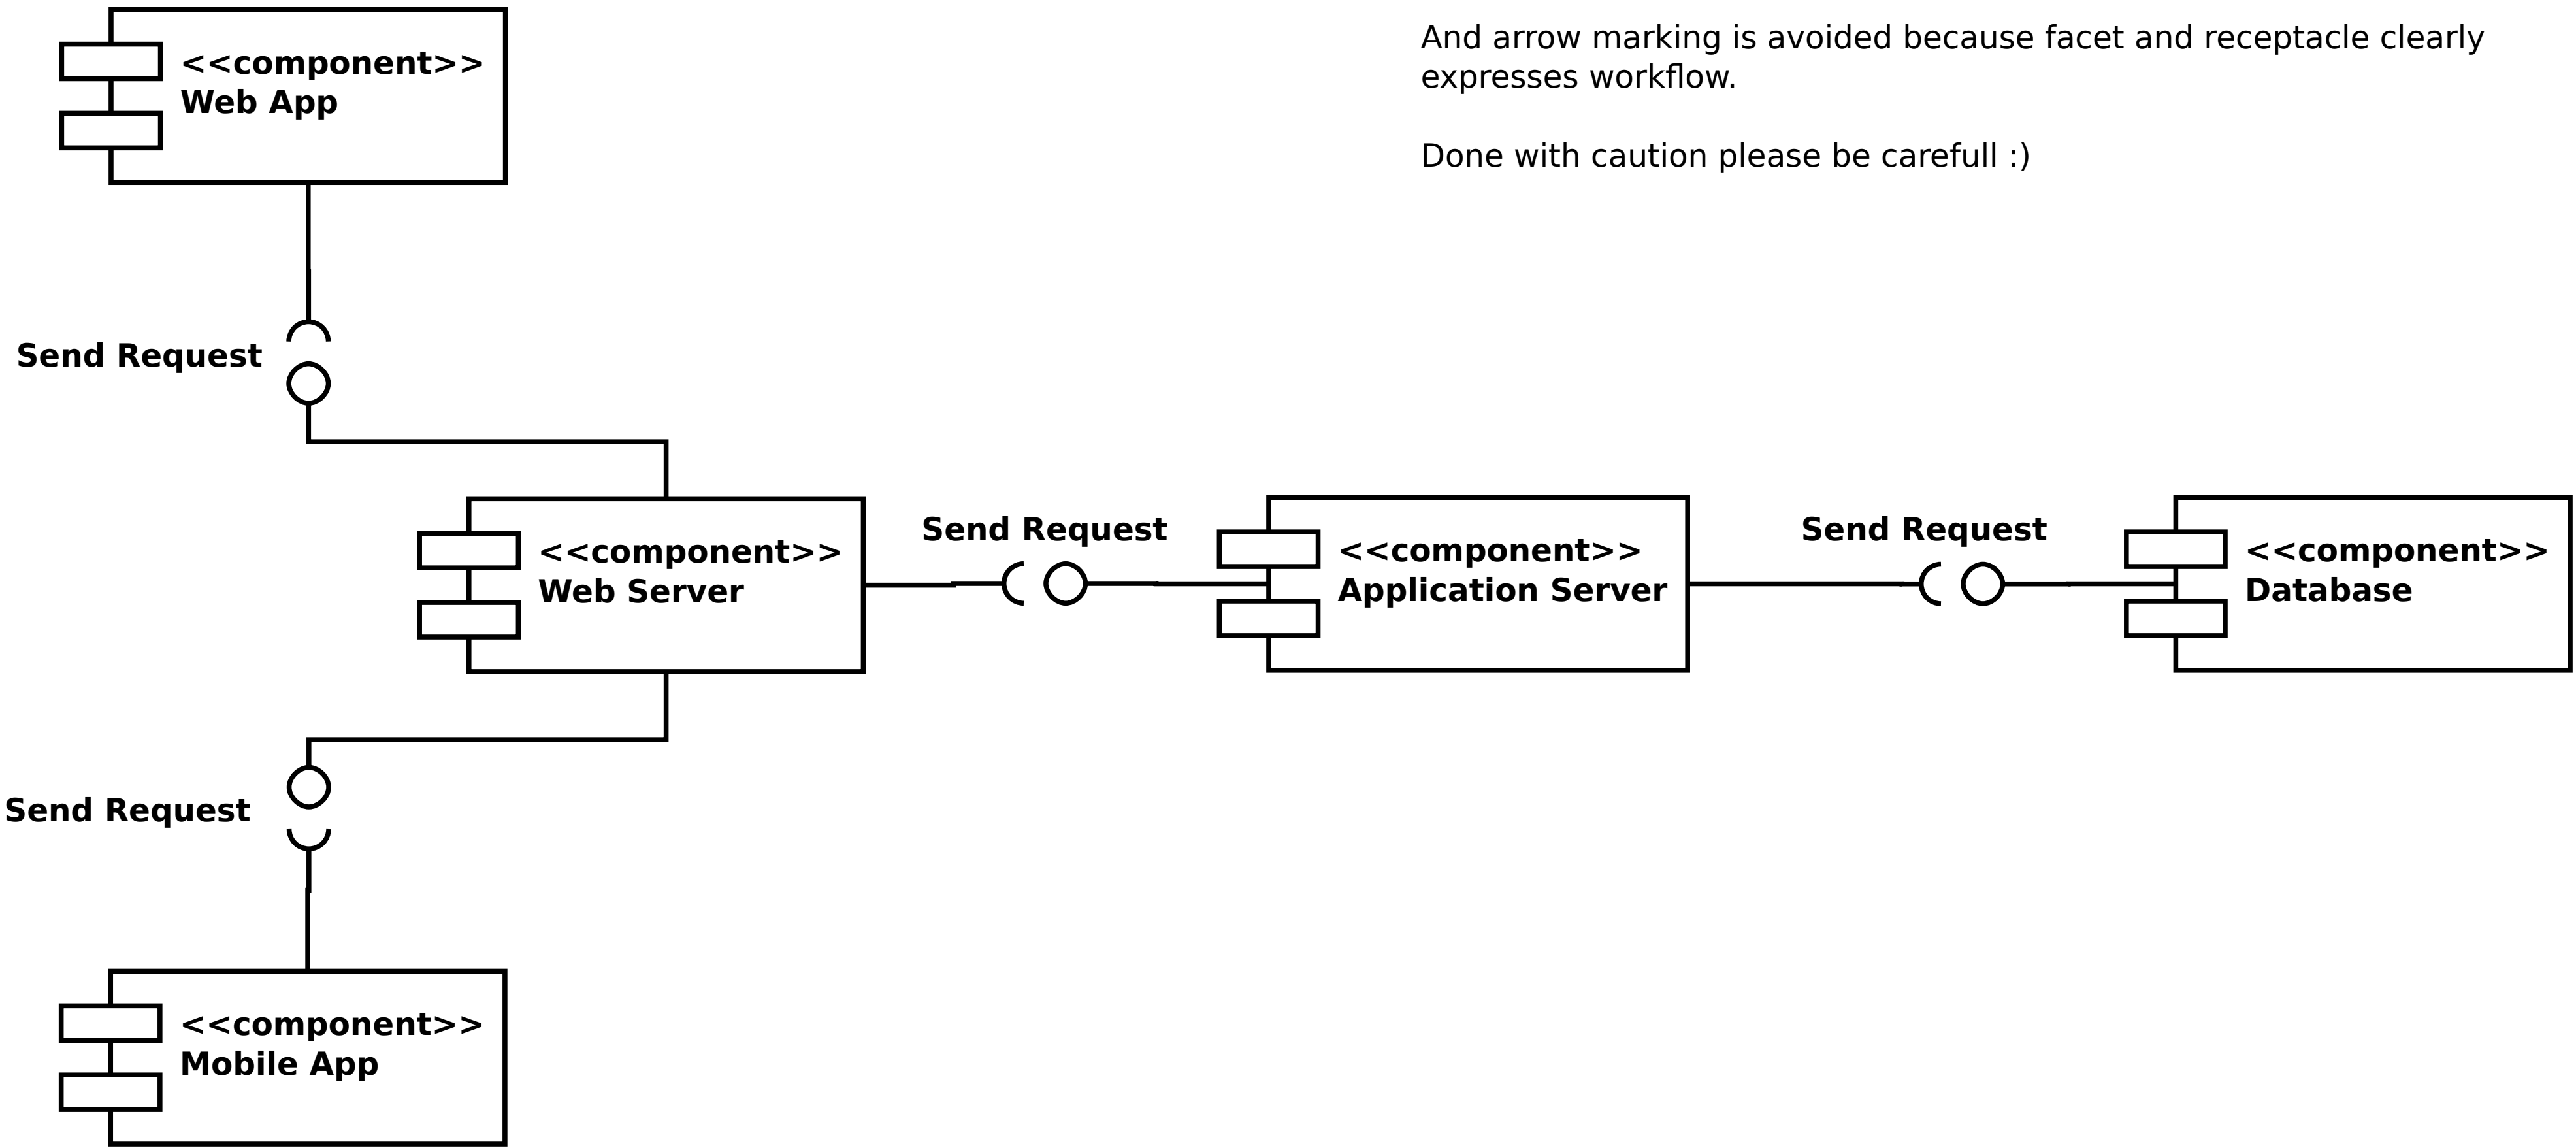 <<component>>
Web App
And arrow marking is avoided because facet and receptacle clearly
expresses workflow.
Done with caution please be carefull :)
Send Request
<<component>>
Web Server
Send Request
<<component>>
Application Server
Send Request
<<component>>
Database
Send Request
<<component>>
Mobile App